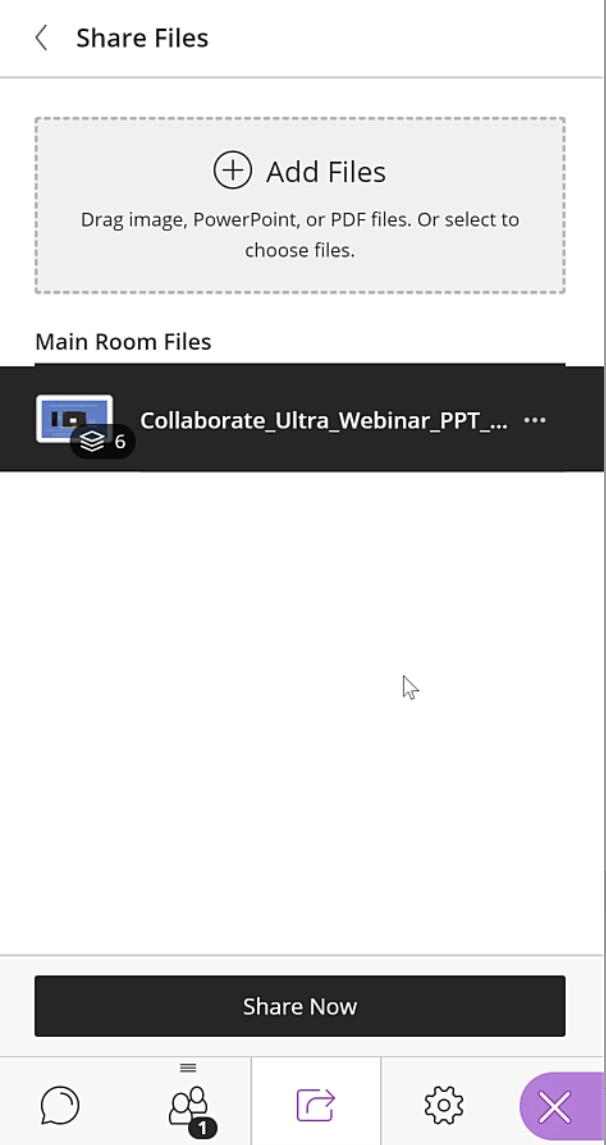 Share Files
Add Files
Drag image, PowerPoint, or PDF files. Or select to
choose files.
Main Room Files
Collaborate_Ultra_Webinar_PPT_...
6
Share Now
1